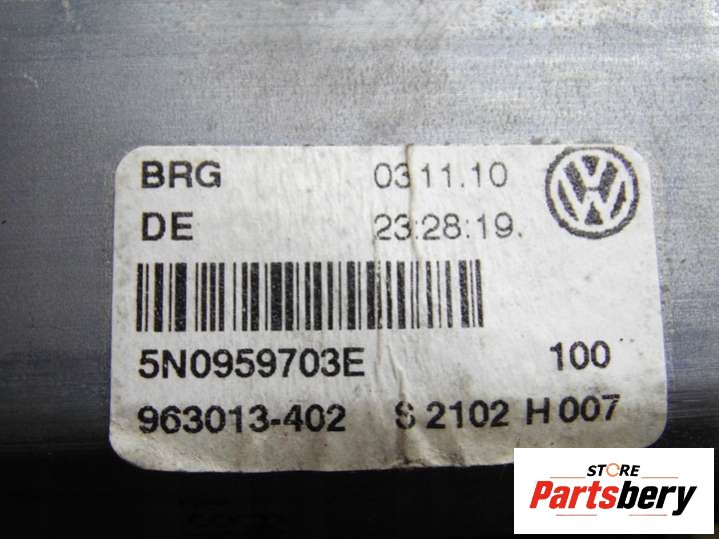 BRG 03.11.10
DE 23:28:19.
5N0959703E 100
963013-402 S 2102 H 007
STORE
Partsbery